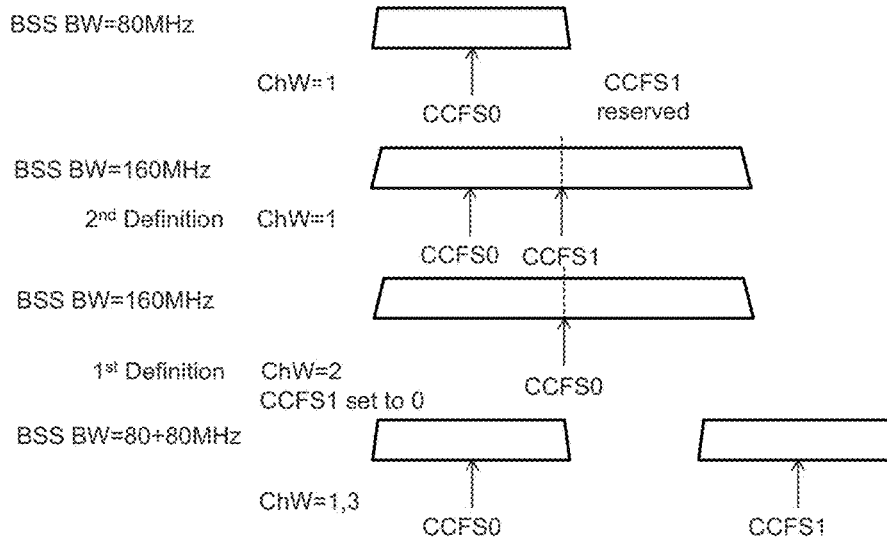 BSS BW=80MHz
ChW=1
CCFS0
CCFS1
reserved
BSS BW=160MHz
2nd Definition ChW=1
CCFS0 CCFS1
BSS BW=160MHz
1st Definition ChW=2
CCFS1 set to 0
CCFS0
BSS BW=80+80MHz
ChW=1,3
CCFS0 CCFS1